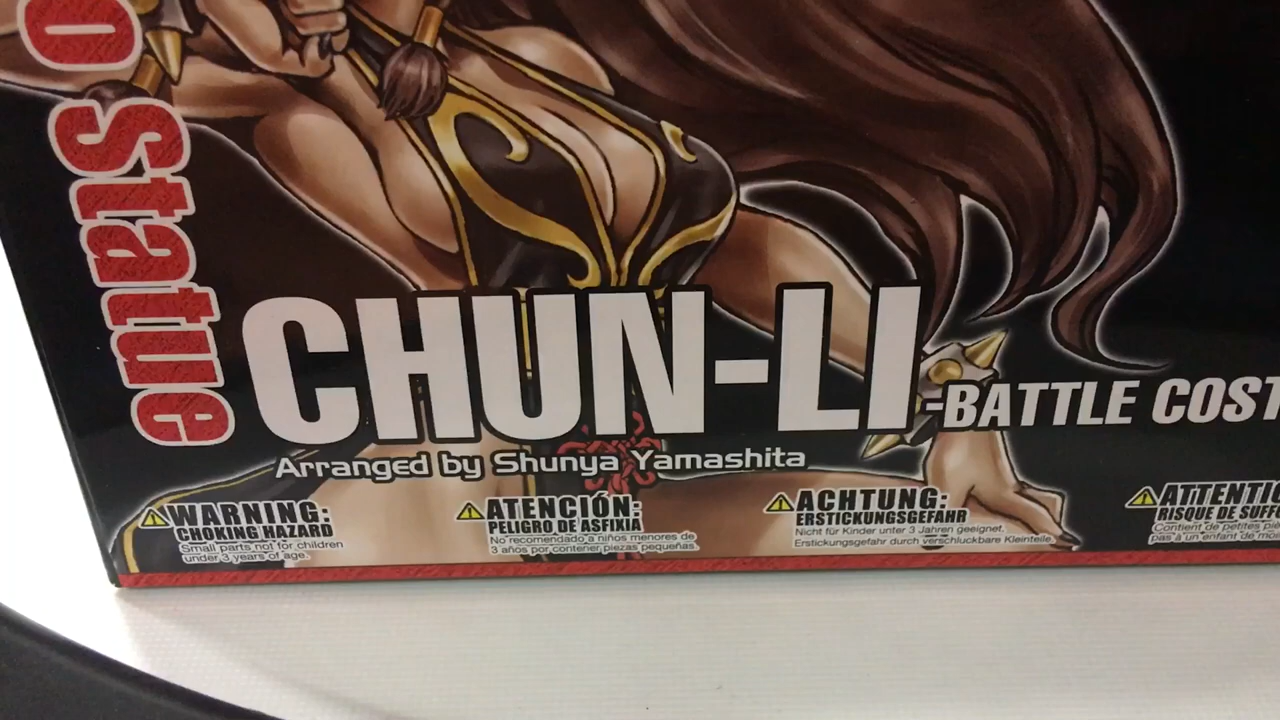 o Statue
CHUN-LI
-BATTLE COST
Arranged by Shunya Yamashita
WARNING:
CHOKING HAZARD
Small parts not for children
under 3 years of age.
ATENCIÓN:
PELIGRO DE ASFIXIA
No recomendado a niños menores de
3 años por contener piezas pequeñas.
ACHTUNG:
ERSTICKUNGSGEFAHR
Nicht für Kinder unter 3 Jahren geeignet.
Erstickungsgefahr durch verschluckbare Kleinteile.
ATTENTIO
RISQUE DE SUFFO
Contient de petites piè
pas à un enfant de moi